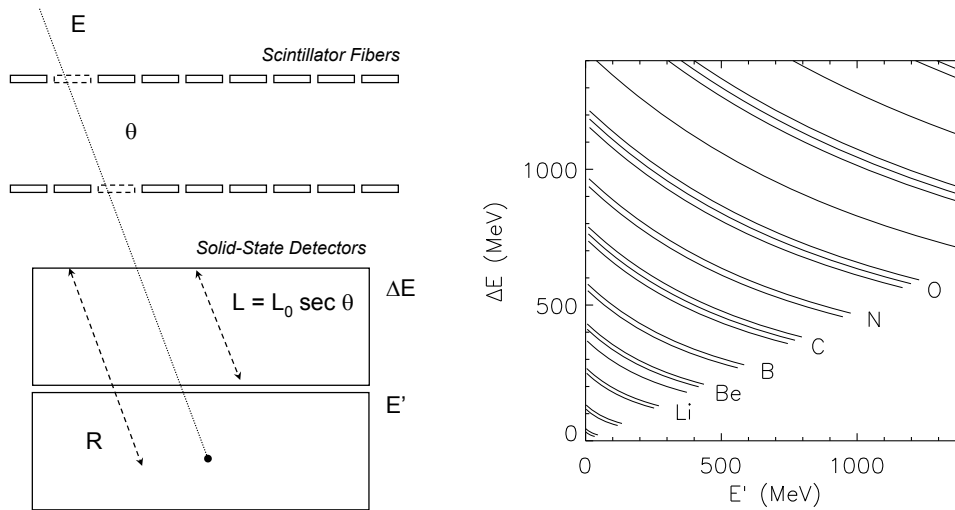 E
Scintillator Fibers
θ
Solid-State Detectors
ΔE
L = L₀ sec θ
E'
R
1000
500
0
ΔE (MeV)
O
N
C
B
Be
Li
0 500 1000
E' (MeV)